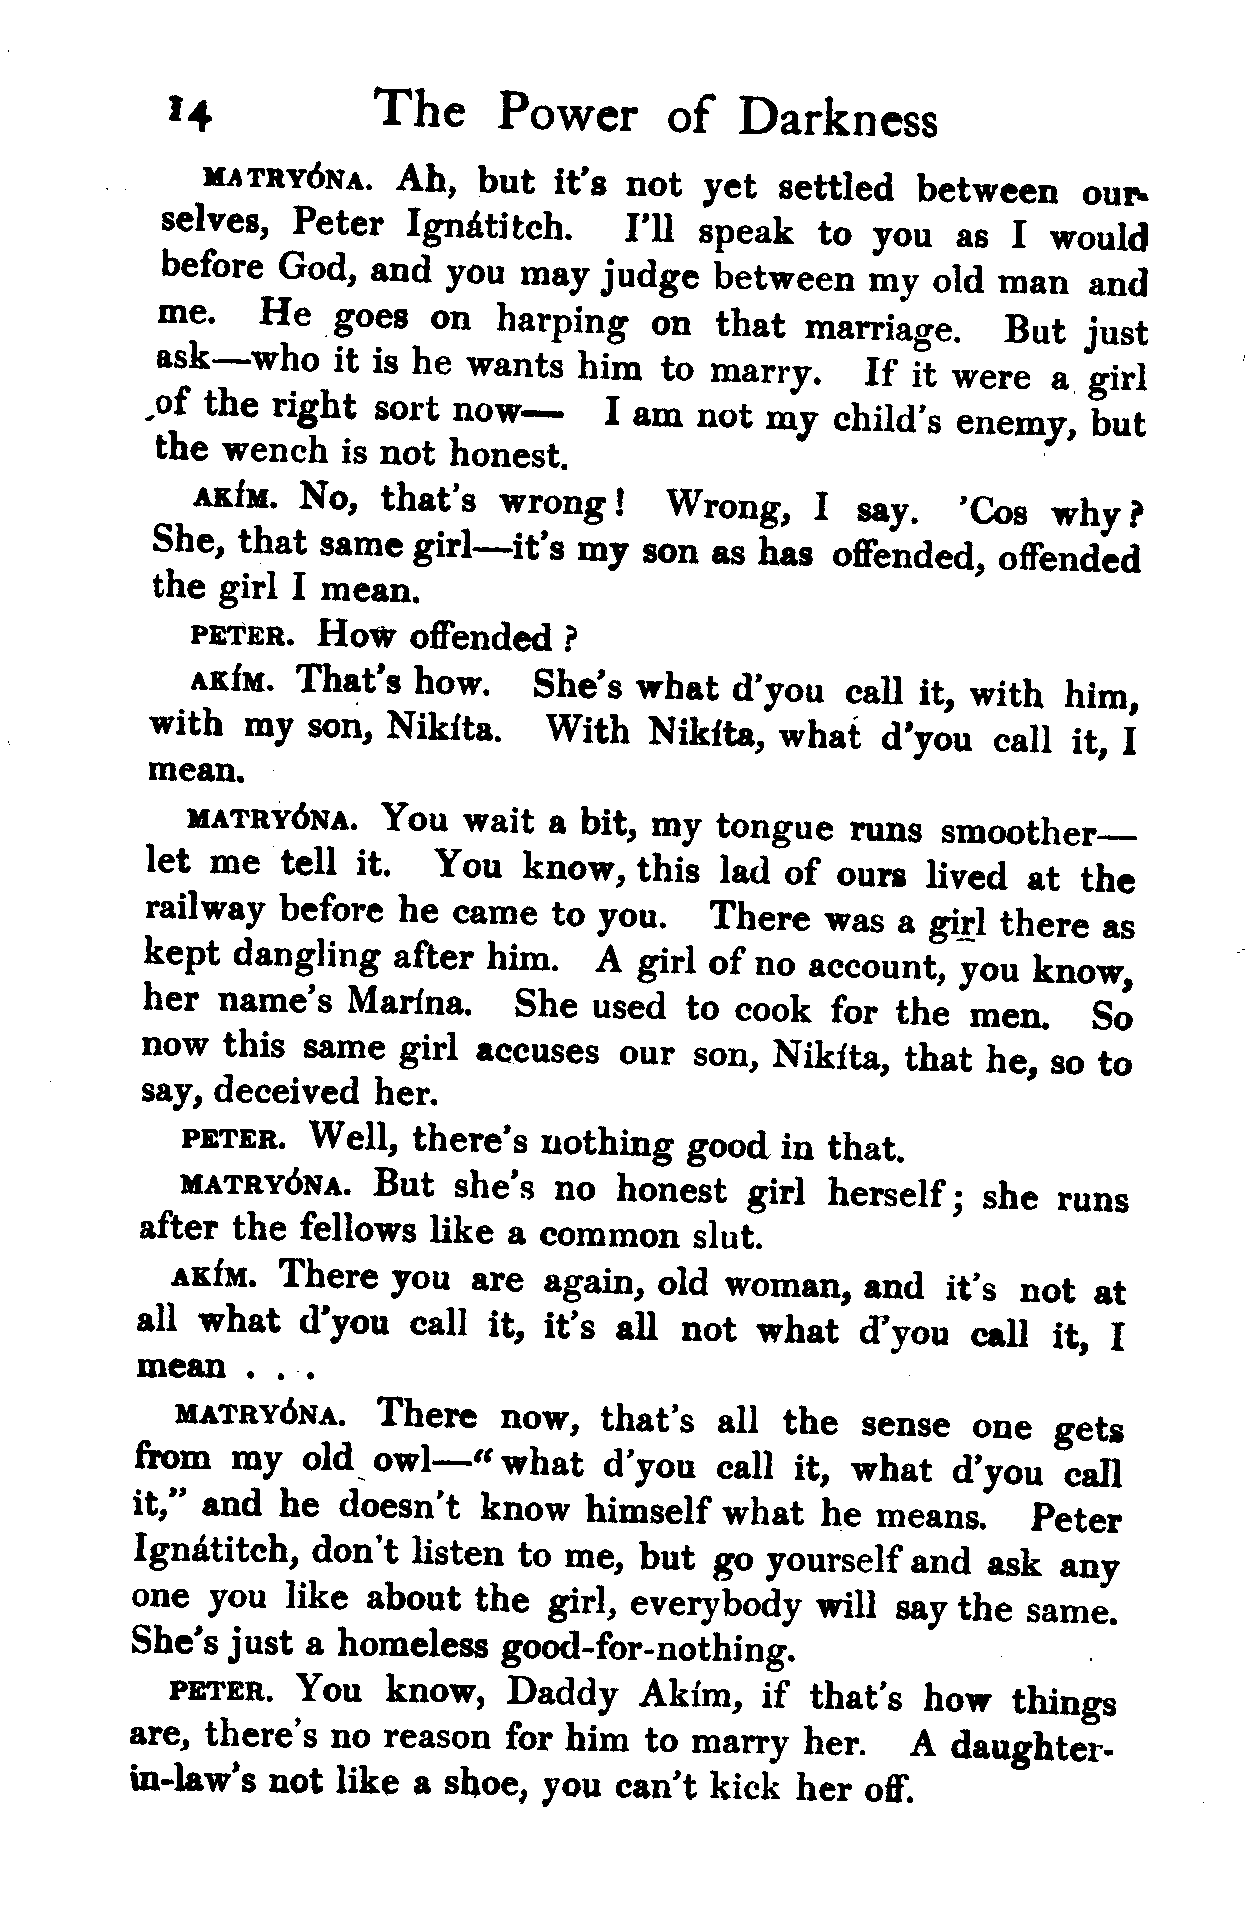 14 The Power of Darkness
MATRYÓNA. Ah, but it's not yet settled between our-
selves, Peter Ignátitch. I'll speak to you as I would
before God, and you may judge between my old man and
me. He goes on harping on that marriage. But just
ask—who it is he wants him to marry. If it were a girl
of the right sort now— I am not my child's enemy, but
the wench is not honest.
AKÍM. No, that's wrong! Wrong, I say. 'Cos why?
She, that same girl—it's my son as has offended, offended
the girl I mean.
PETER. How offended?
AKÍM. That's how. She's what d'you call it, with him,
with my son, Nikíta. With Nikíta, what d'you call it, I
mean.
MATRYÓNA. You wait a bit, my tongue runs smoother—
let me tell it. You know, this lad of ours lived at the
railway before he came to you. There was a girl there as
kept dangling after him. A girl of no account, you know,
her name's Marína. She used to cook for the men. So
now this same girl accuses our son, Nikíta, that he, so to
say, deceived her.
PETER. Well, there's nothing good in that.
MATRYÓNA. But she's no honest girl herself; she runs
after the fellows like a common slut.
AKÍM. There you are again, old woman, and it's not at
all what d'you call it, it's all not what d'you call it, I
mean . . .
MATRYÓNA. There now, that's all the sense one gets
from my old owl—"what d'you call it, what d'you call
it," and he doesn't know himself what he means. Peter
Ignátitch, don't listen to me, but go yourself and ask any
one you like about the girl, everybody will say the same.
She's just a homeless good-for-nothing.
PETER. You know, Daddy Akím, if that's how things
are, there's no reason for him to marry her. A daughter-
in-law's not like a shoe, you can't kick her off.